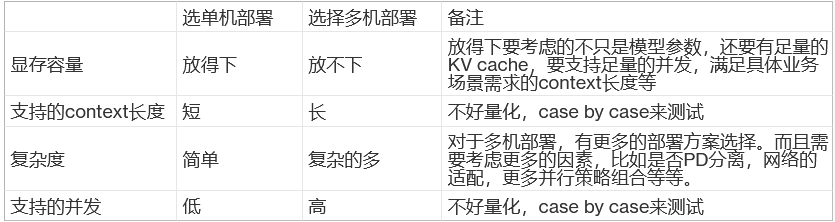 选单机部署 选择多机部署 备注
显存容量 放得下 放不下 放得下要考虑的不只是模型参数，还要有足量的
KV cache，要支持足量的并发，满足具体业务
场景需求的context长度等
支持的context长度 短 长 不好量化，case by case来测试
复杂度 简单 复杂的多 对于多机部署，有更多的部署方案选择。而且需
要考虑更多的因素，比如是否PD分离，网络的
适配，更多并行策略组合等等。
支持的并发 低 高 不好量化，case by case来测试